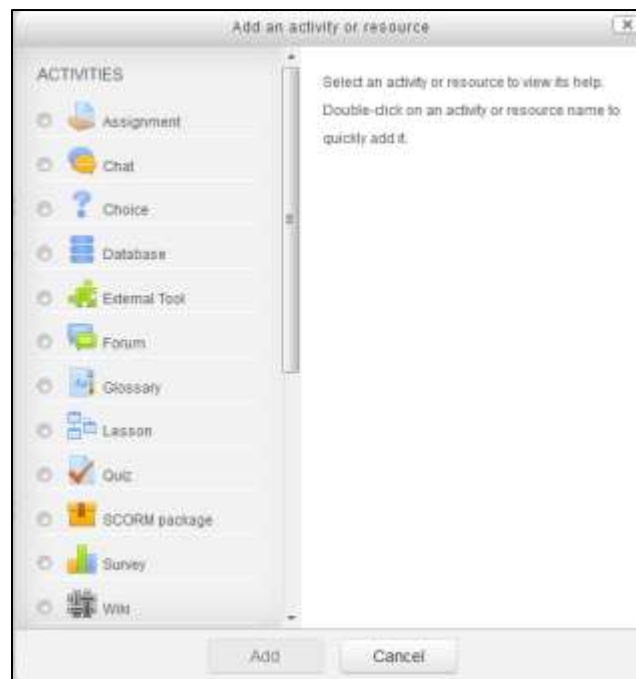 Add an activity or resource
ACTIVITIES
Assignment
Chat
Choice
Database
External Tool
Forum
Glossary
Lesson
Quiz
SCORM package
Survey
Wiki
Select an activity or resource to view its help.
Double-click on an activity or resource name to
quickly add it.
Add
Cancel